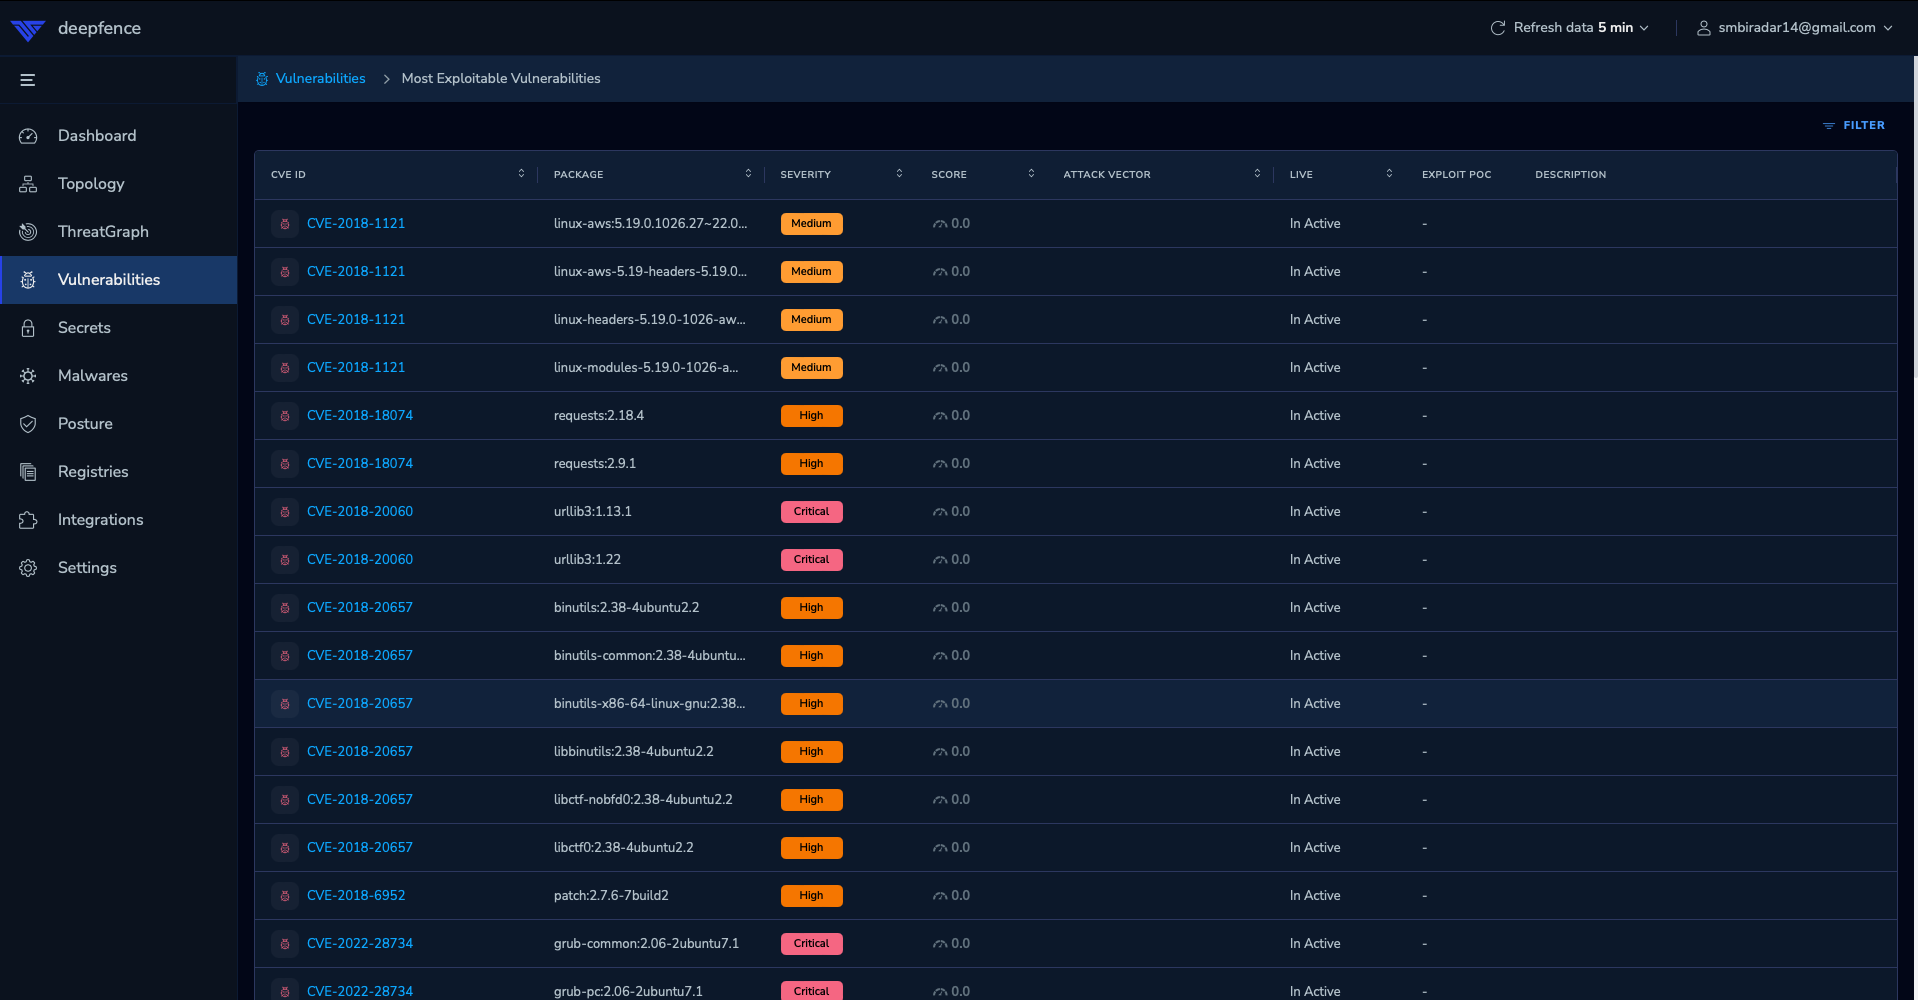 deepfence
Refresh data 5 min
smbiradar14@gmail.com
Vulnerabilities
Most Exploitable Vulnerabilities
Dashboard
Topology
ThreatGraph
Vulnerabilities
Secrets
Malwares
Posture
Registries
Integrations
Settings
FILTER
CVE ID PACKAGE SEVERITY SCORE ATTACK VECTOR LIVE EXPLOIT POC DESCRIPTION
CVE-2018-1121 linux-aws:5.19.0.1026.27~22.0... Medium 0.0 In Active -
CVE-2018-1121 linux-aws-5.19-headers-5.19.0... Medium 0.0 In Active -
CVE-2018-1121 linux-headers-5.19.0-1026-aw... Medium 0.0 In Active -
CVE-2018-1121 linux-modules-5.19.0-1026-a... Medium 0.0 In Active -
CVE-2018-18074 requests:2.18.4 High 0.0 In Active -
CVE-2018-18074 requests:2.9.1 High 0.0 In Active -
CVE-2018-20060 urllib3:1.13.1 Critical 0.0 In Active -
CVE-2018-20060 urllib3:1.22 Critical 0.0 In Active -
CVE-2018-20657 binutils:2.38-4ubuntu2.2 High 0.0 In Active -
CVE-2018-20657 binutils-common:2.38-4ubuntu... High 0.0 In Active -
CVE-2018-20657 binutils-x86-64-linux-gnu:2.38... High 0.0 In Active -
CVE-2018-20657 libbinutils:2.38-4ubuntu2.2 High 0.0 In Active -
CVE-2018-20657 libctf-nobfd0:2.38-4ubuntu2.2 High 0.0 In Active -
CVE-2018-20657 libctf0:2.38-4ubuntu2.2 High 0.0 In Active -
CVE-2018-6952 patch:2.7.6-7build2 High 0.0 In Active -
CVE-2022-28734 grub-common:2.06-2ubuntu7.1 Critical 0.0 In Active -
CVE-2022-28734 grub-pc:2.06-2ubuntu7.1 Critical 0.0 In Active -